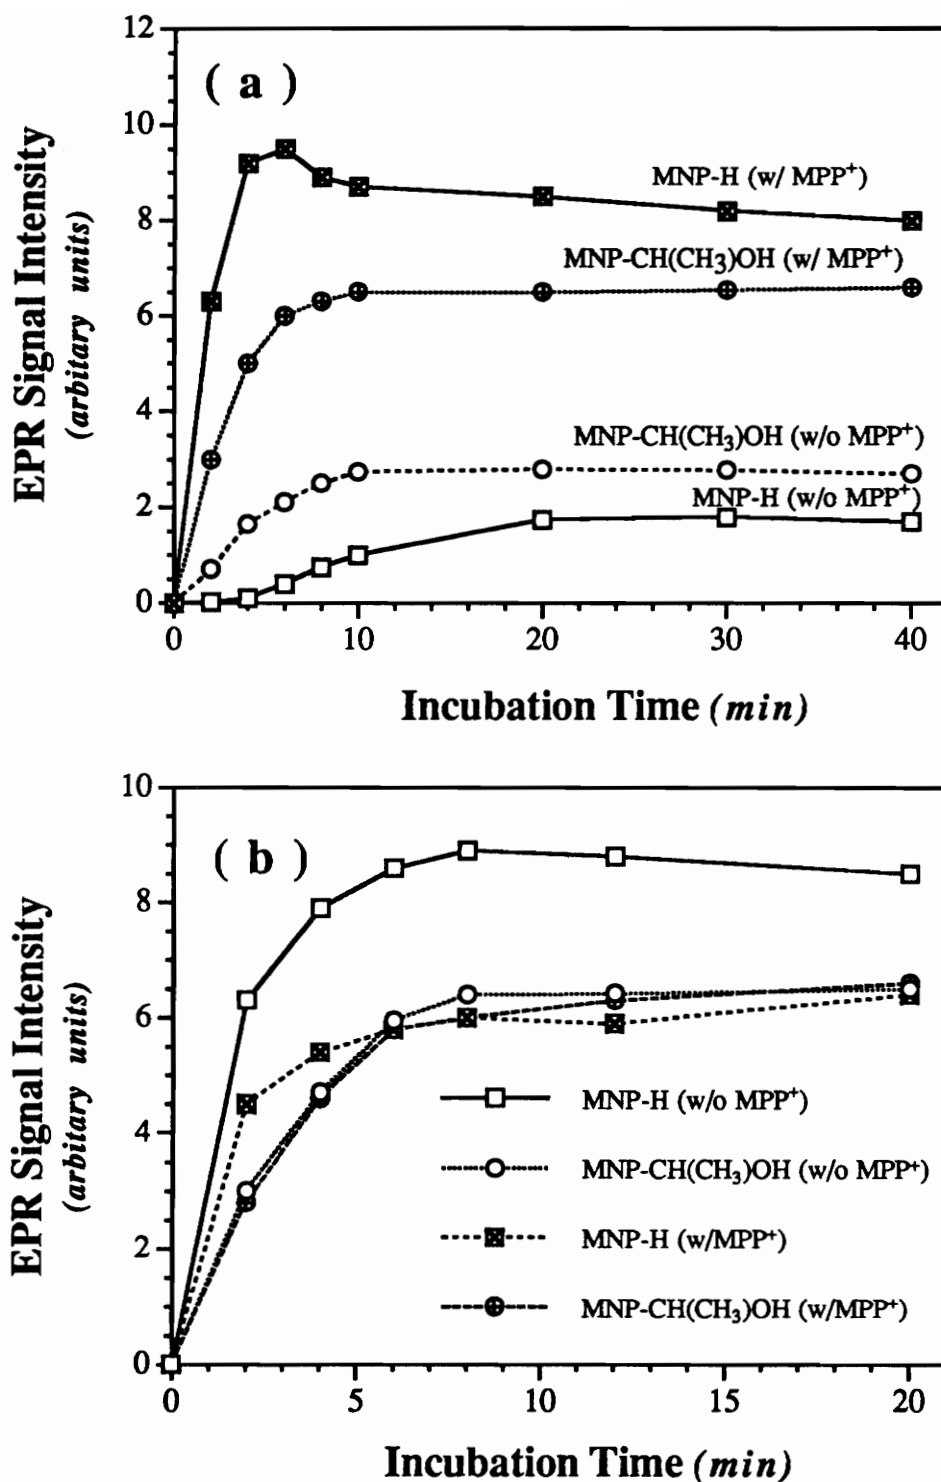 ( a )
12
10
8
6
4
2
0
EPR Signal Intensity
(arbitary units)
MNP-H (w/ MPP⁺)
MNP-CH(CH₃)OH (w/ MPP⁺)
MNP-CH(CH₃)OH (w/o MPP⁺)
MNP-H (w/o MPP⁺)
0 10 20 30 40
Incubation Time (min)
( b )
10
8
6
4
2
0
EPR Signal Intensity
(arbitary units)
MNP-H (w/o MPP⁺)
MNP-CH(CH₃)OH (w/o MPP⁺)
MNP-H (w/MPP⁺)
MNP-CH(CH₃)OH (w/MPP⁺)
0 5 10 15 20
Incubation Time (min)